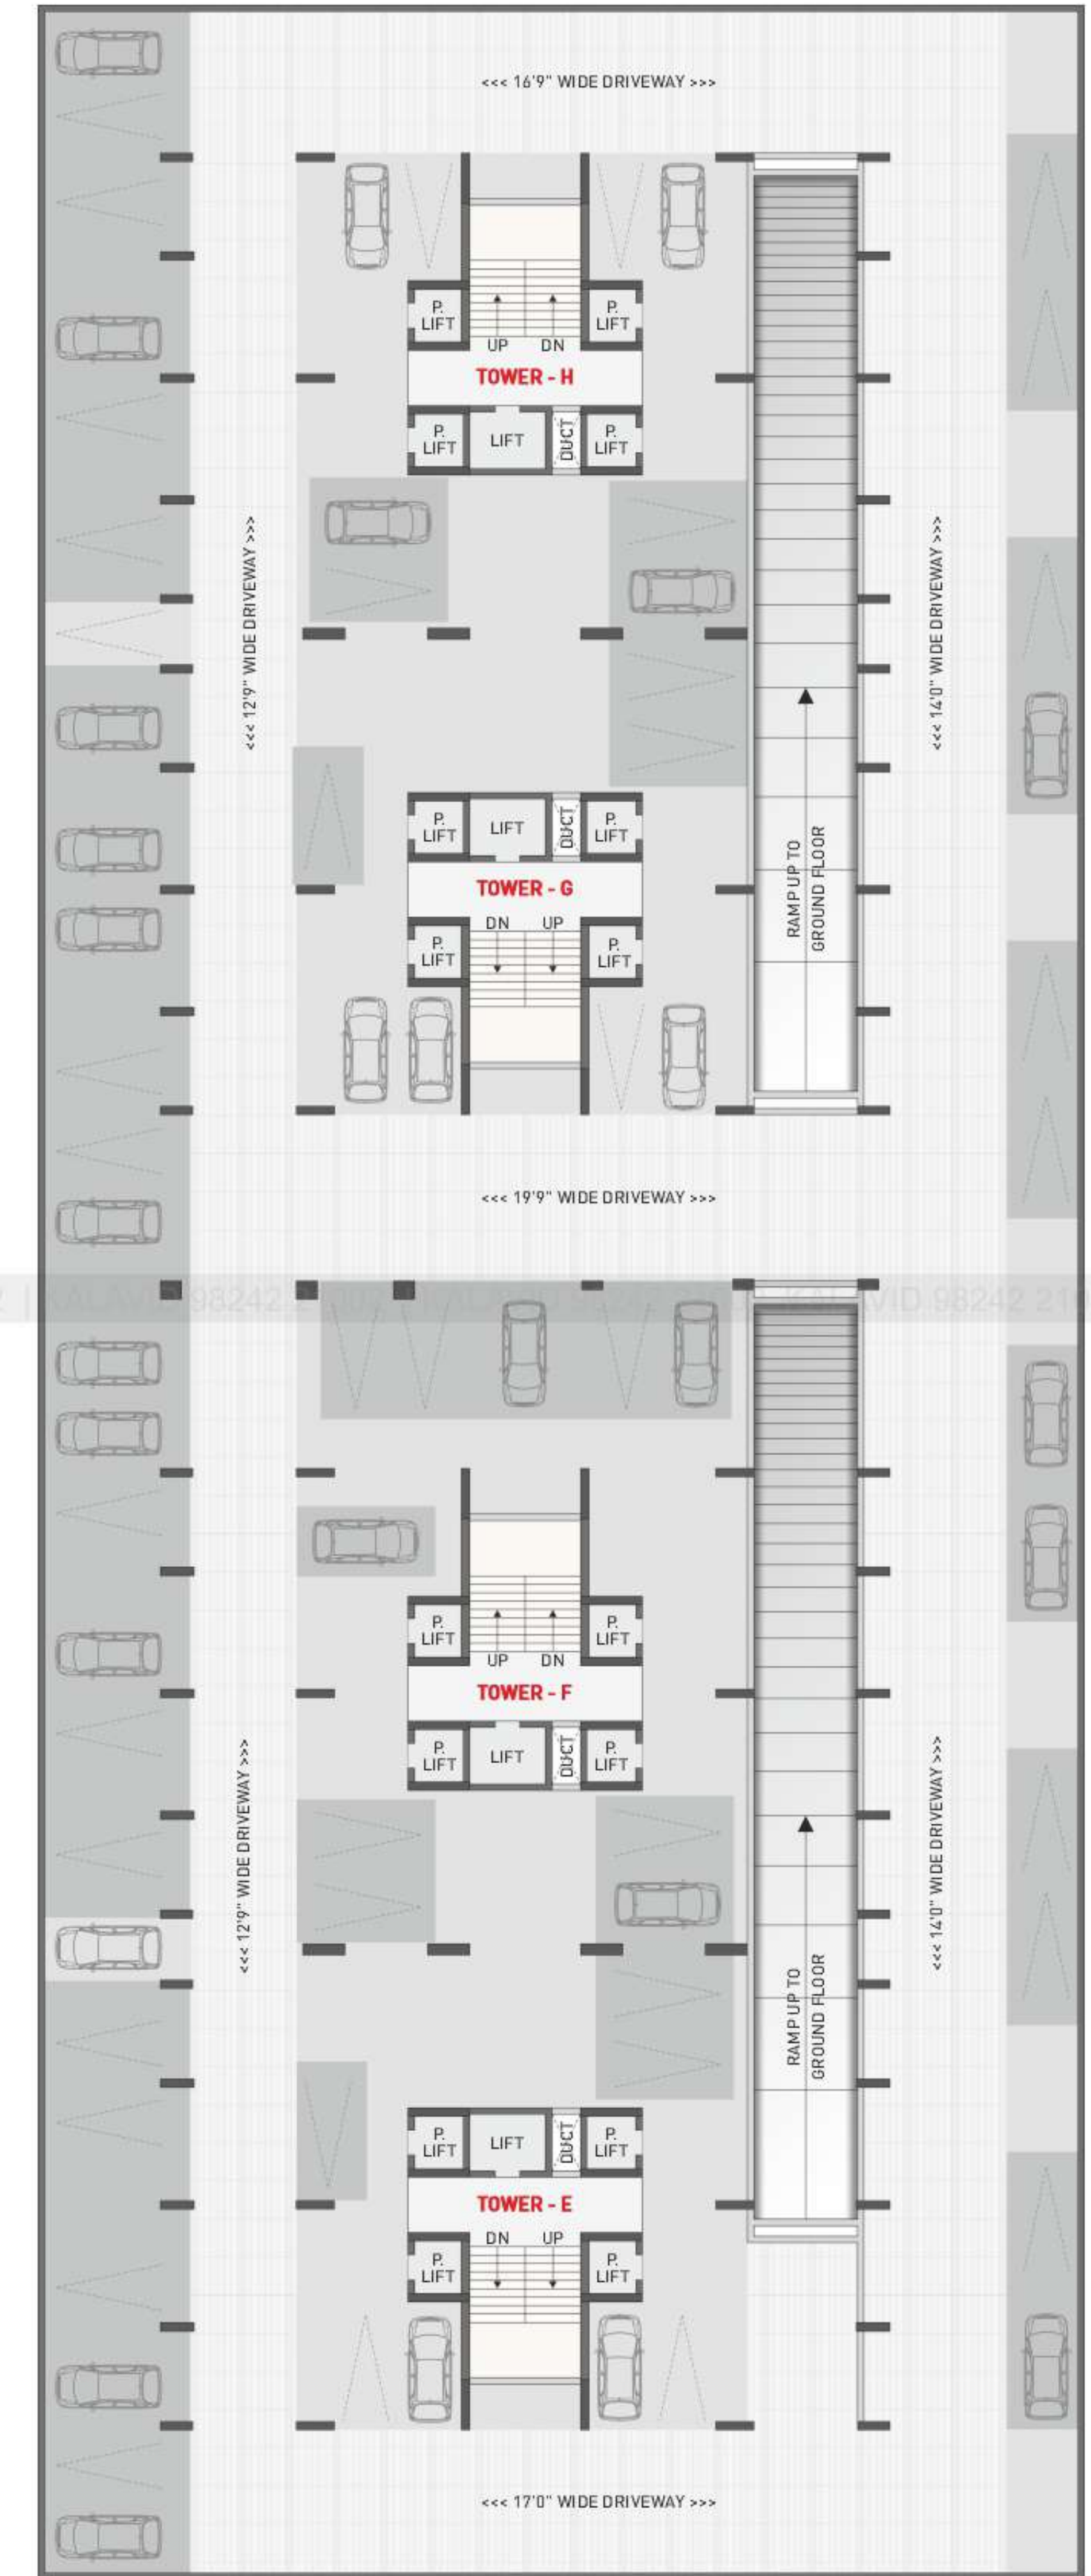 <<< 16'9" WIDE DRIVEWAY >>>
P.
LIFT
P.
LIFT
UP DN
TOWER - H
P.
LIFT
LIFT
DUCT
P.
LIFT
<<< 12'9" WIDE DRIVEWAY >>>
<<< 14'0" WIDE DRIVEWAY >>>
P.
LIFT
LIFT
DUCT
P.
LIFT
TOWER - G
DN UP
P.
LIFT
P.
LIFT
RAMP UP TO
GROUND FLOOR
<<< 19'9" WIDE DRIVEWAY >>>
P.
LIFT
P.
LIFT
UP DN
TOWER - F
P.
LIFT
LIFT
DUCT
P.
LIFT
<<< 12'9" WIDE DRIVEWAY >>>
<<< 14'0" WIDE DRIVEWAY >>>
RAMP UP TO
GROUND FLOOR
P.
LIFT
LIFT
DUCT
P.
LIFT
TOWER - E
DN UP
P.
LIFT
P.
LIFT
<<< 17'0" WIDE DRIVEWAY >>>